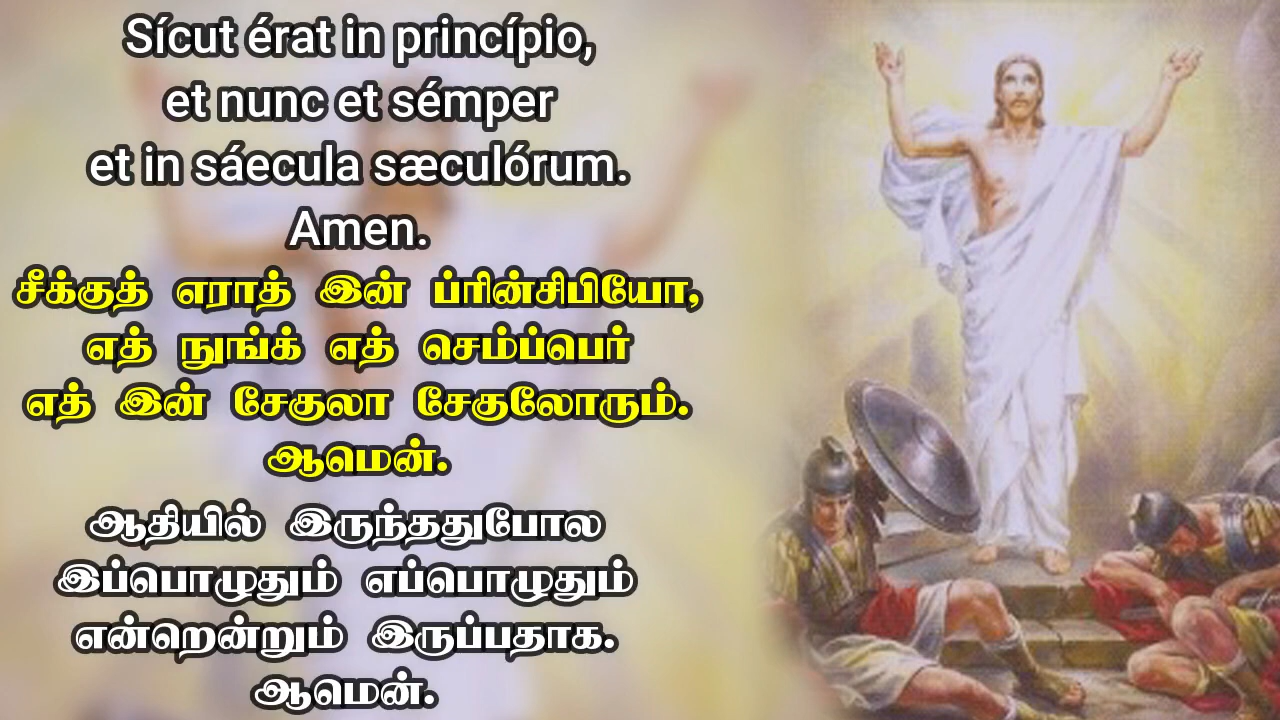 Sícut érat in princípio,
et nunc et sémper
et in sáecula sæculórum.
Amen.
சீக்குத் எராத் இன் ப்ரின்சிபியோ,
எத் நுங்க் எத் செம்ப்பெர்
எத் இன் சேகுலா சேகுலோரும்.
ஆமென்.
ஆதியில் இருந்ததுபோல
இப்பொழுதும் எப்பொழுதும்
என்றென்றும் இருப்பதாக.
ஆமென்.